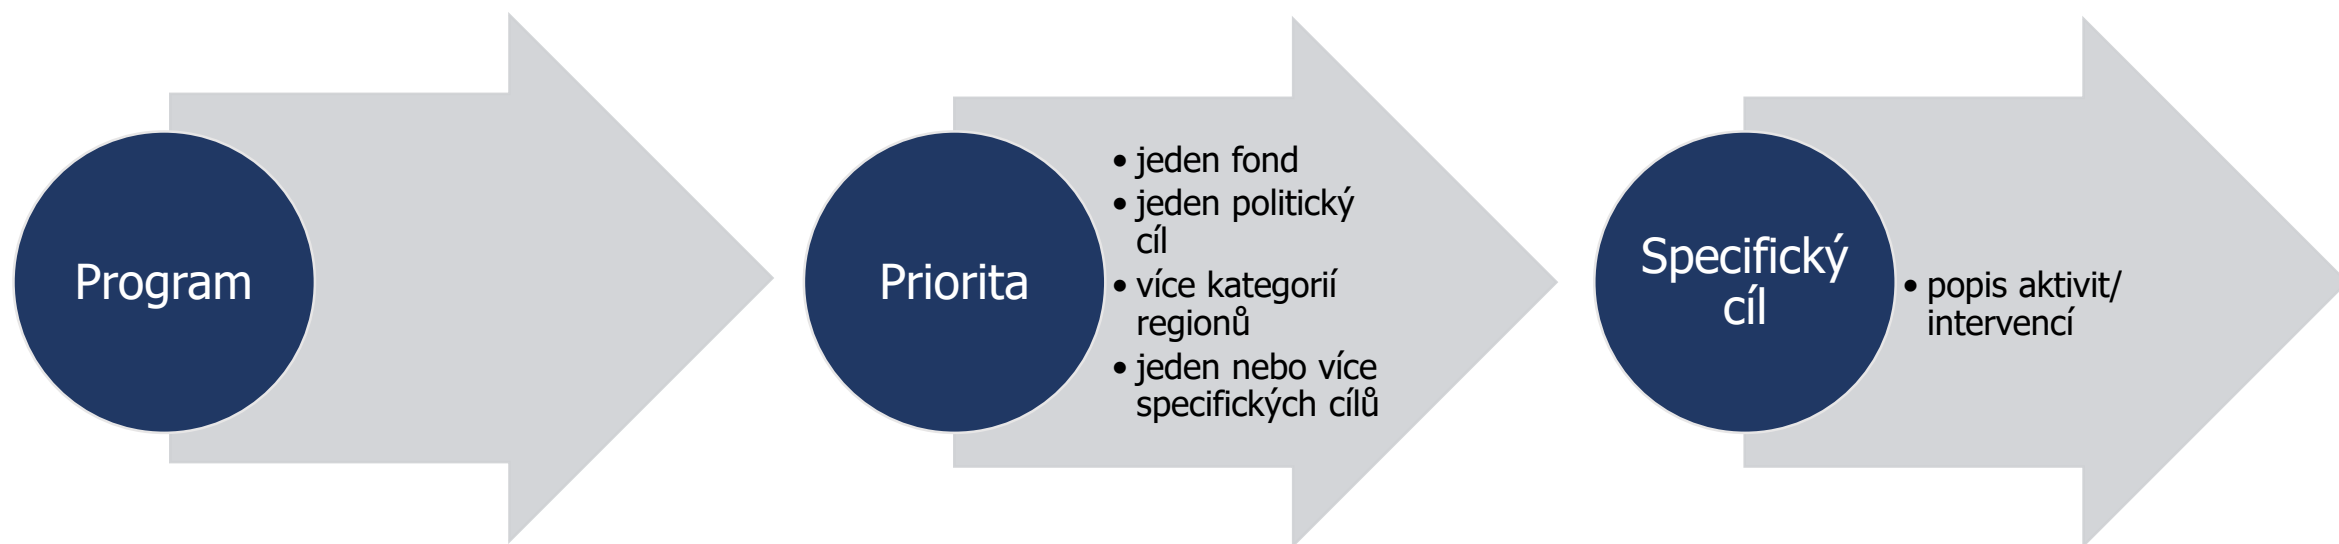 Program
Priorita
• jeden fond
• jeden politický
cíl
• více kategorií
regionů
• jeden nebo více
specifických cílů
Specifický
cíl
• popis aktivit/
intervencí